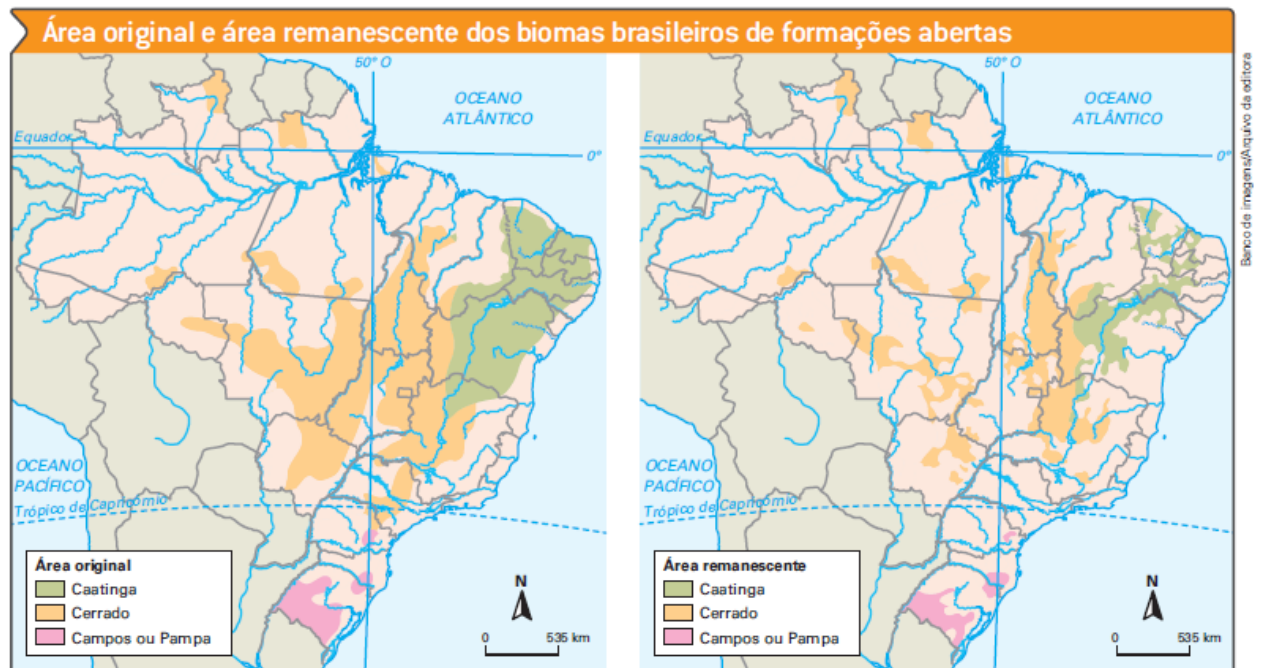 Área original e área remanescente dos biomas brasileiros de formações abertas
50° O
OCEANO
ATLÂNTICO
Equador
0°
OCEANO
PACÍFICO
Trópico de Capricórnio
Área original
Caatinga
Cerrado
Campos ou Pampa
N
0 535 km
50° O
OCEANO
ATLÂNTICO
Equador
0°
OCEANO
PACÍFICO
Trópico de Capricórnio
Área remanescente
Caatinga
Cerrado
Campos ou Pampa
N
0 535 km
Banco de imagens/Arquivo da editora